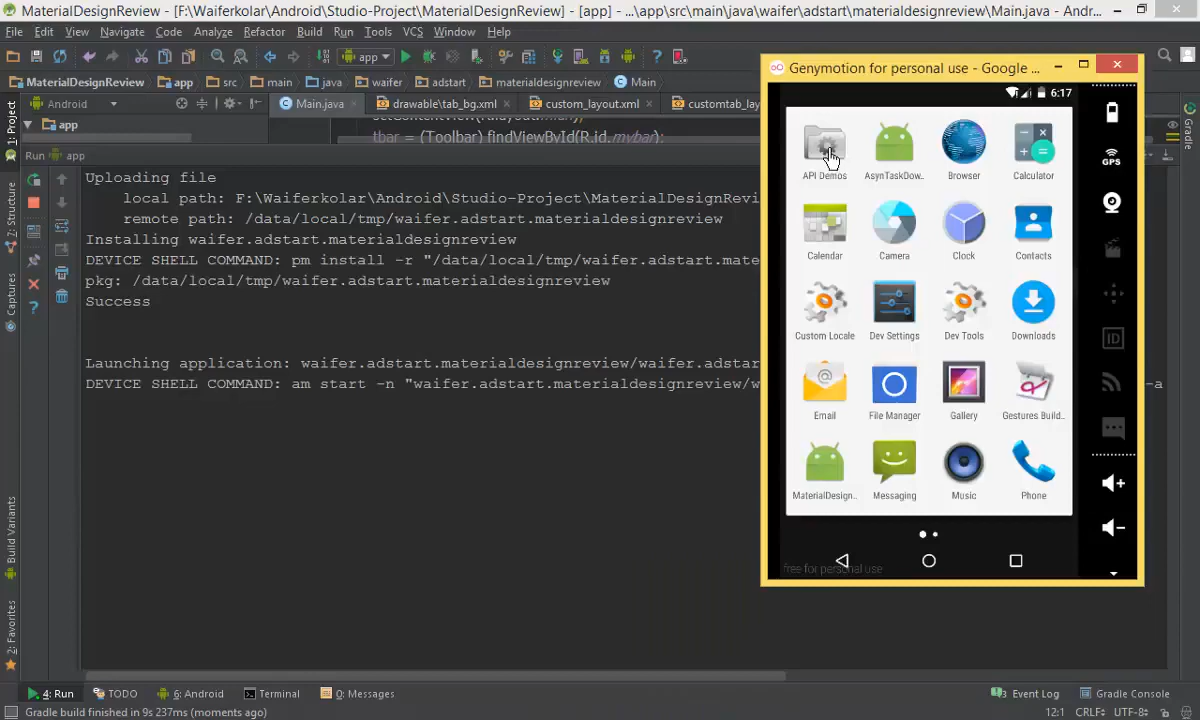 MaterialDesignReview - [F:\Waiferkolar\Android\Studio-Project\MaterialDesignReview] - [app] - ...\app\src\main\java\waifer\adstart\materialdesignreview\Main.java - Andr...
File Edit View Navigate Code Analyze Refactor Build Run Tools VCS Window Help
app
MaterialDesignReview app src main java waifer adstart materialdesignreview Main
1: Project
Android
Main.java drawable\tab_bg.xml custom_layout.xml customtab_lay
app
tbar = (Toolbar) findViewById(R.id.mybar);
Run app
Uploading file
local path: F:\Waiferkolar\Android\Studio-Project\MaterialDesignRevi
remote path: /data/local/tmp/waifer.adstart.materialdesignreview
Installing waifer.adstart.materialdesignreview
DEVICE SHELL COMMAND: pm install -r "/data/local/tmp/waifer.adstart.mate
pkg: /data/local/tmp/waifer.adstart.materialdesignreview
Success
Launching application: waifer.adstart.materialdesignreview/waifer.adstar
DEVICE SHELL COMMAND: am start -n "waifer.adstart.materialdesignreview/w
-a
Z: Structure
Captures
Build Variants
2: Favorites
Gradle
Genymotion for personal use - Google ...
6:17
API Demos AsynTaskDow.. Browser Calculator
Calendar Camera Clock Contacts
Custom Locale Dev Settings Dev Tools Downloads
Email File Manager Gallery Gestures Build..
MaterialDesign.. Messaging Music Phone
free for personal use
GPS
ID
4: Run TODO 6: Android Terminal 0: Messages Event Log Gradle Console
Gradle build finished in 9s 237ms (moments ago) 12:1 CRLF UTF-8